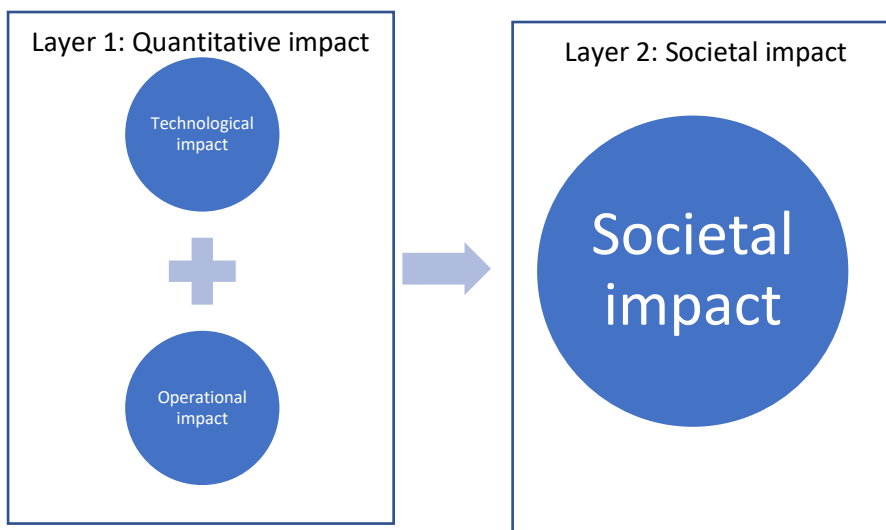 Layer 1: Quantitative impact
Technological
impact
Operational
impact
Layer 2: Societal impact
Societal
impact